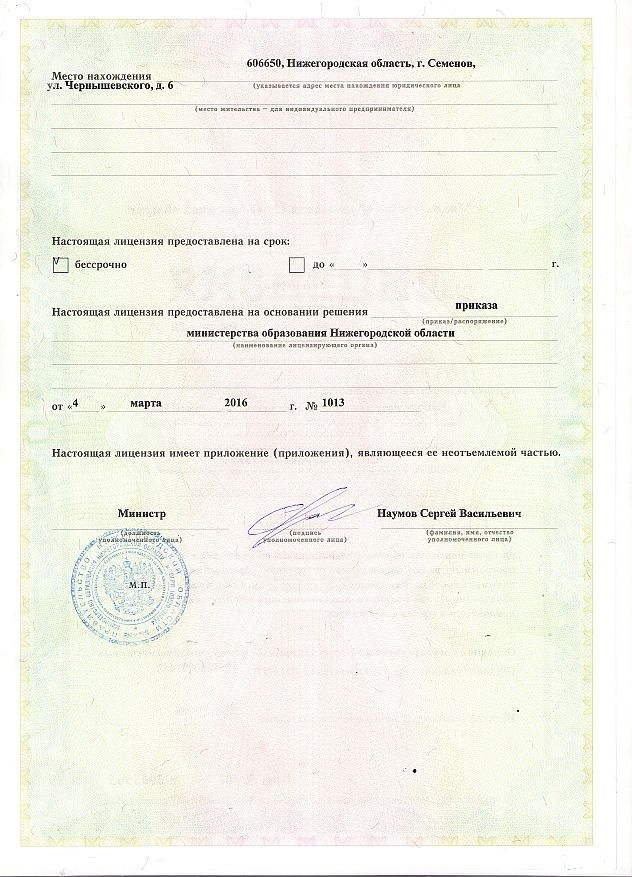 606650, Нижегородская область, г. Семенов,
Место нахождения
ул. Чернышевского, д. 6
(указывается адрес места нахождения юридического лица
(место жительства – для индивидуального предпринимателя)
Настоящая лицензия предоставлена на срок:
V бессрочно до « » г.
Настоящая лицензия предоставлена на основании решения приказа
(приказ/распоряжение)
министерства образования Нижегородской области
(наименование лицензирующего органа)
от «4 » марта 2016 г. № 1013
Настоящая лицензия имеет приложение (приложения), являющееся ее неотъемлемой частью.
Министр Наумов Сергей Васильевич
(должность уполномоченного лица) (подпись уполномоченного лица) (фамилия, имя, отчество уполномоченного лица)
М.П.